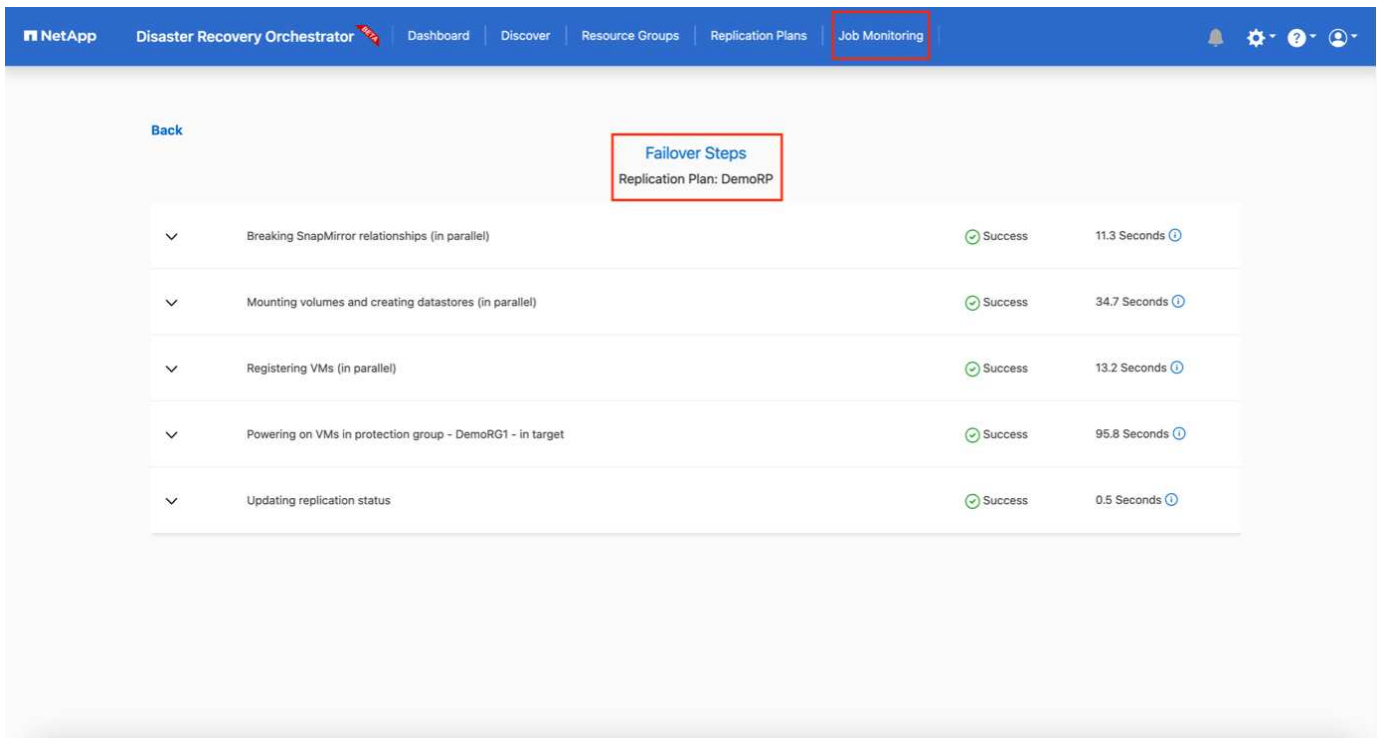 NetApp Disaster Recovery Orchestrator BETA Dashboard Discover Resource Groups Replication Plans Job Monitoring
Back
Failover Steps
Replication Plan: DemoRP
Breaking SnapMirror relationships (in parallel) Success 11.3 Seconds
Mounting volumes and creating datastores (in parallel) Success 34.7 Seconds
Registering VMs (in parallel) Success 13.2 Seconds
Powering on VMs in protection group - DemoRG1 - in target Success 95.8 Seconds
Updating replication status Success 0.5 Seconds